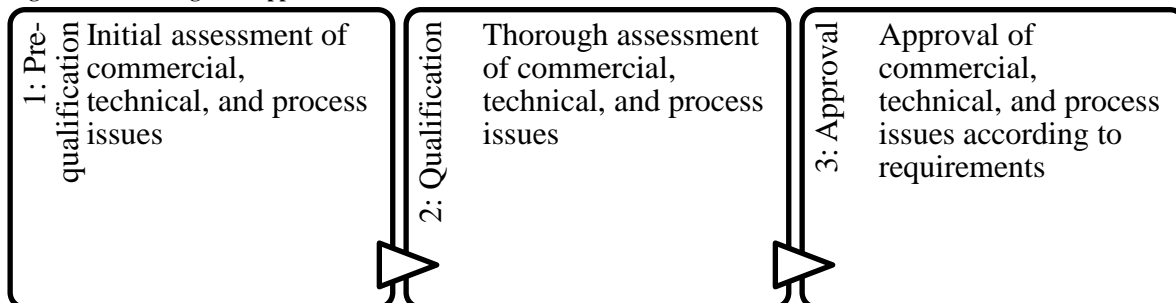 1: Pre-
qualification
Initial assessment of
commercial,
technical, and process
issues
2: Qualification
Thorough assessment
of commercial,
technical, and process
issues
3: Approval
Approval of
commercial,
technical, and process
issues according to
requirements